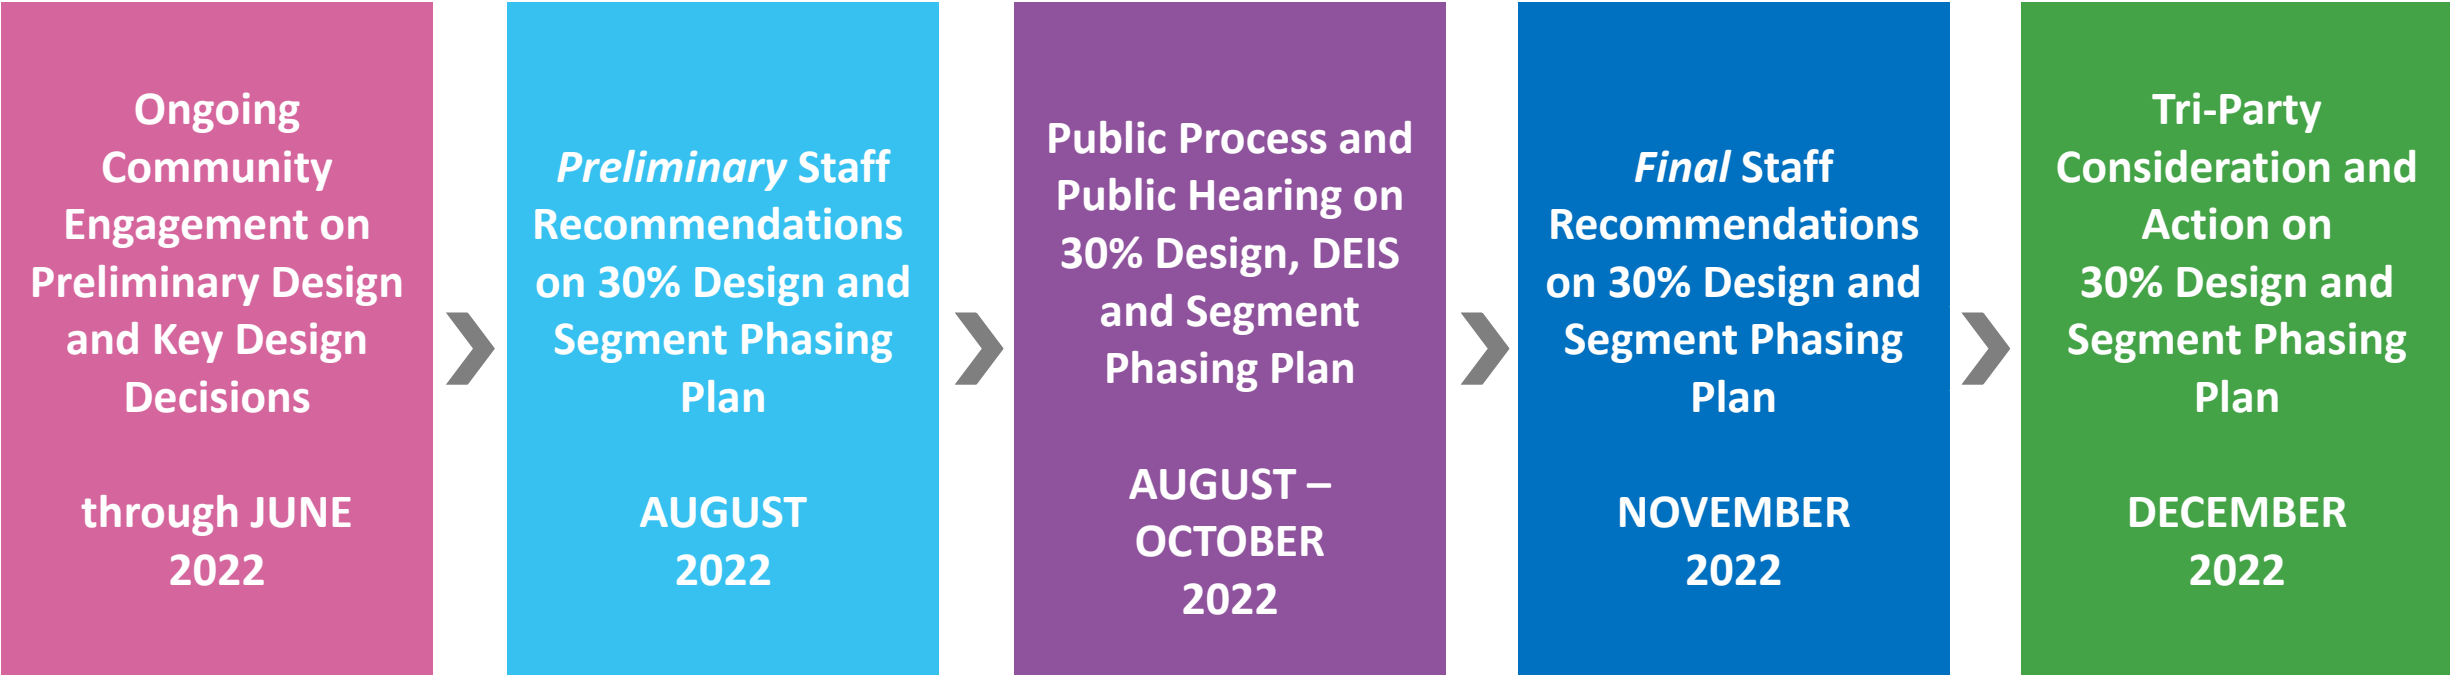 Ongoing
Community
Engagement on
Preliminary Design
and Key Design
Decisions
through JUNE
2022
Preliminary Staff
Recommendations
on 30% Design and
Segment Phasing
Plan
AUGUST
2022
Public Process and
Public Hearing on
30% Design, DEIS
and Segment
Phasing Plan
AUGUST –
OCTOBER
2022
Final Staff
Recommendations
on 30% Design and
Segment Phasing
Plan
NOVEMBER
2022
Tri-Party
Consideration and
Action on
30% Design and
Segment Phasing
Plan
DECEMBER
2022